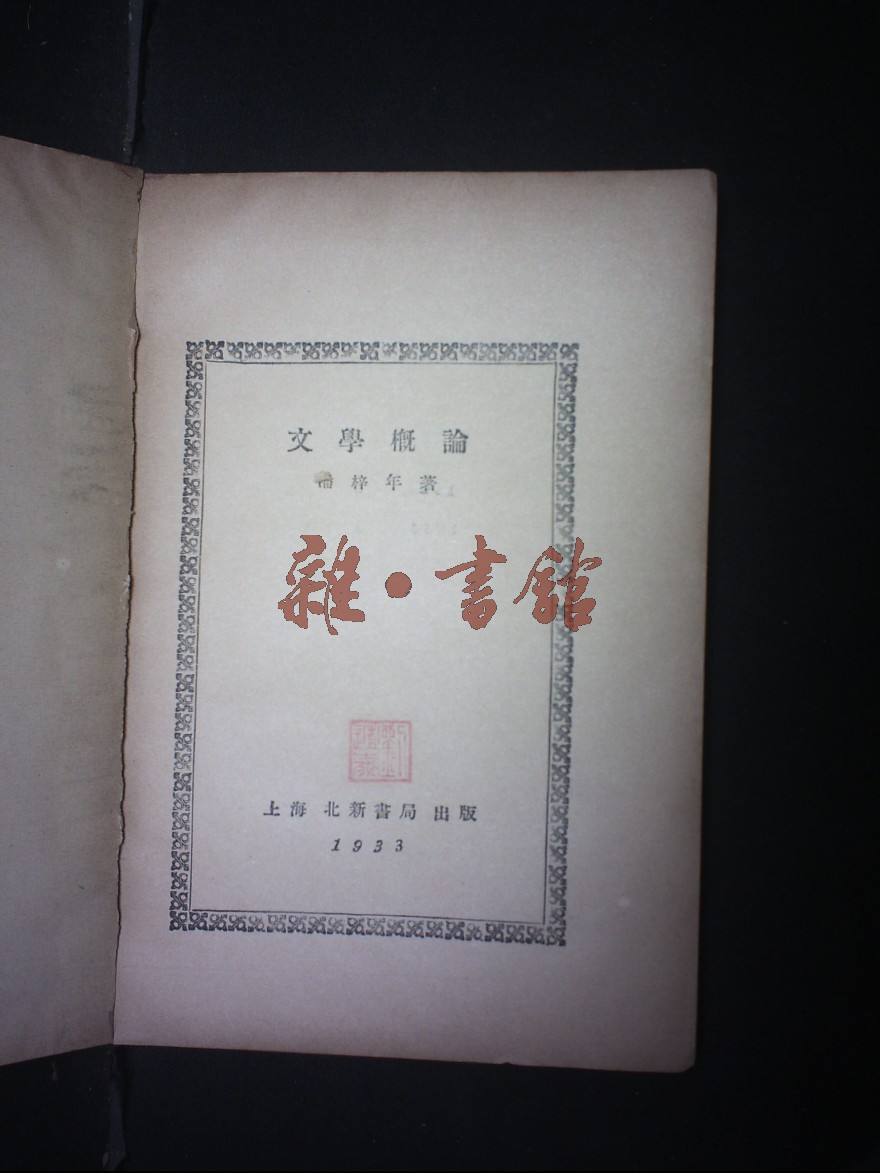 文學概論
梓年著
雜·書館
上海 北新書局 出版
1933